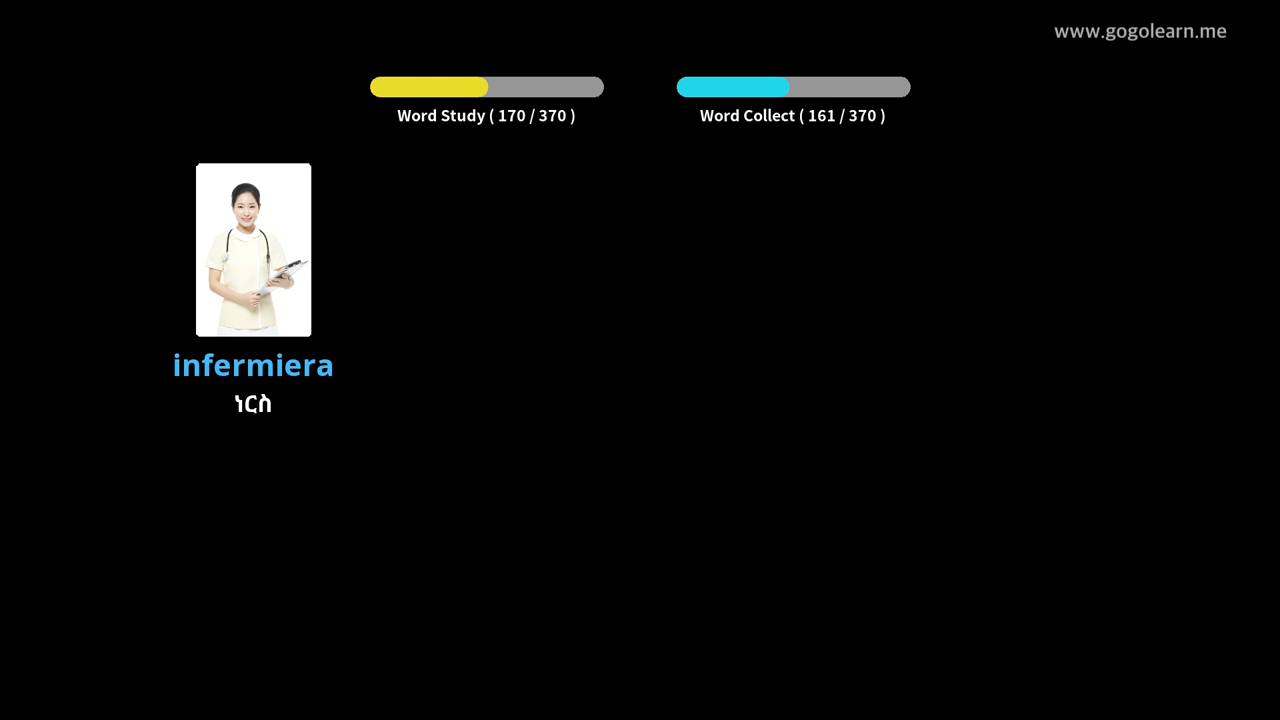 www.gogolearn.me
Word Study ( 170 / 370 )
Word Collect ( 161 / 370 )
infermiera
ነርስ